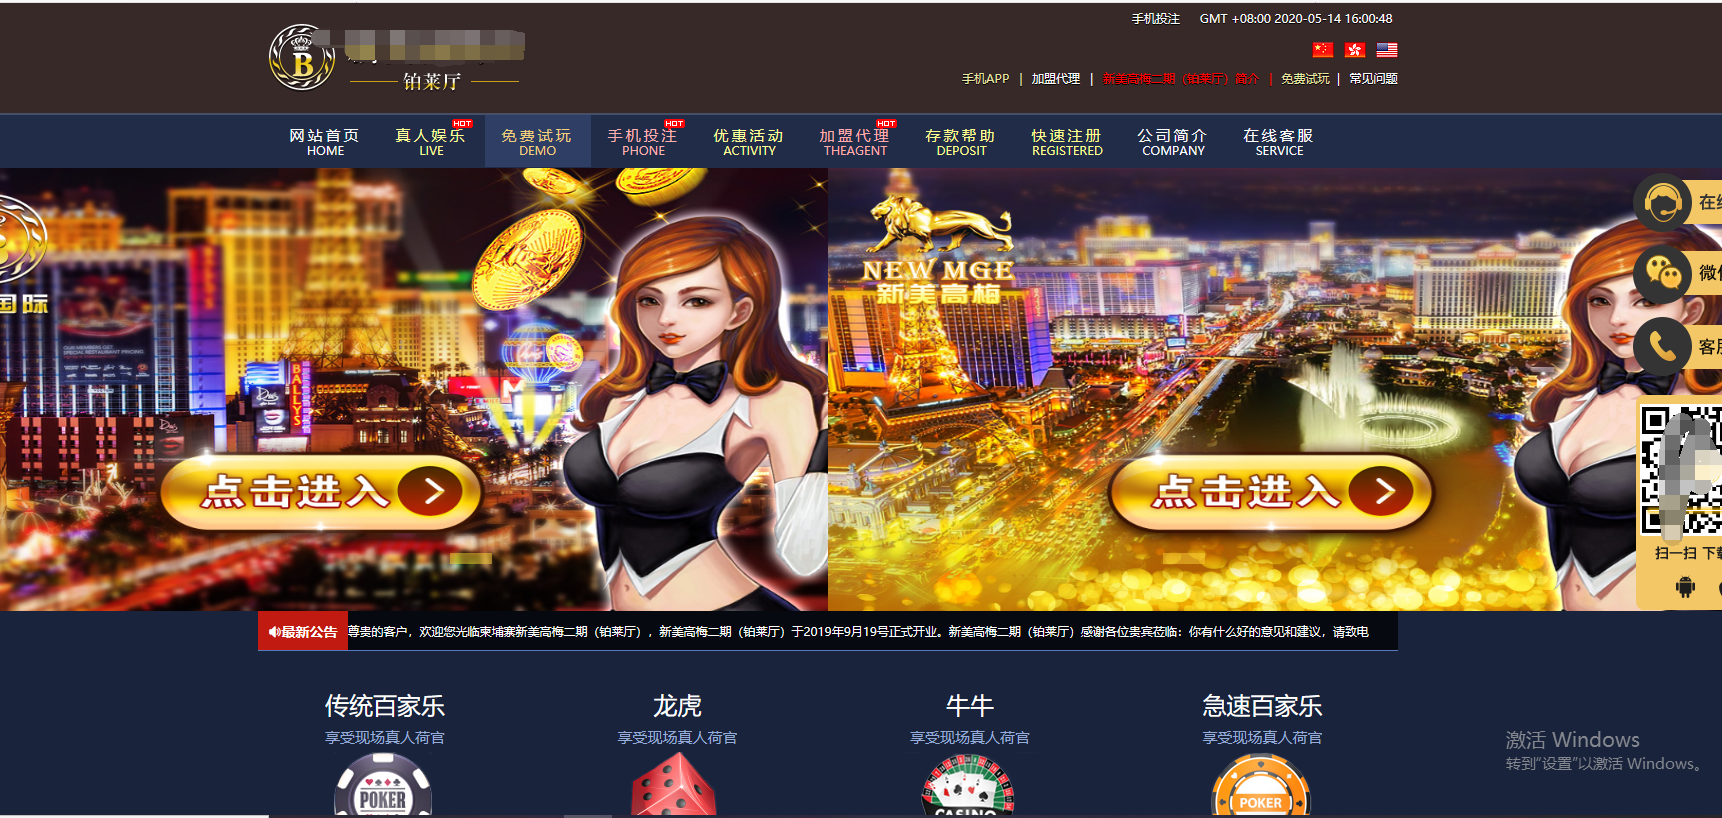 手机投注 GMT +08:00 2020-05-14 16:00:48
B
铂莱厅
手机APP | 加盟代理 | 新美高梅二期（铂莱厅）简介 | 免费试玩 | 常见问题
网站首页 真人娱乐 免费试玩 手机投注 优惠活动 加盟代理 存款帮助 快速注册 公司简介 在线客服
HOT HOT HOT
HOME LIVE DEMO PHONE ACTIVITY THEAGENT DEPOSIT REGISTERED COMPANY SERVICE
国际
OUR MEMBERS GET
SPECIAL RESTAURANT PRICING
BALLYS
NEW MGE
新美高梅
点击进入
点击进入
在
微
客
扫一扫 下
最新公告 尊贵的客户，欢迎您光临柬埔寨新美高梅二期（铂莱厅），新美高梅二期（铂莱厅）于2019年9月19号正式开业。新美高梅二期（铂莱厅）感谢各位贵宾莅临：你有什么好的意见和建议，请致电
传统百家乐 龙虎 牛牛 急速百家乐
享受现场真人荷官 享受现场真人荷官 享受现场真人荷官 享受现场真人荷官
POKER CASINO POKER
激活 Windows
转到"设置"以激活 Windows。